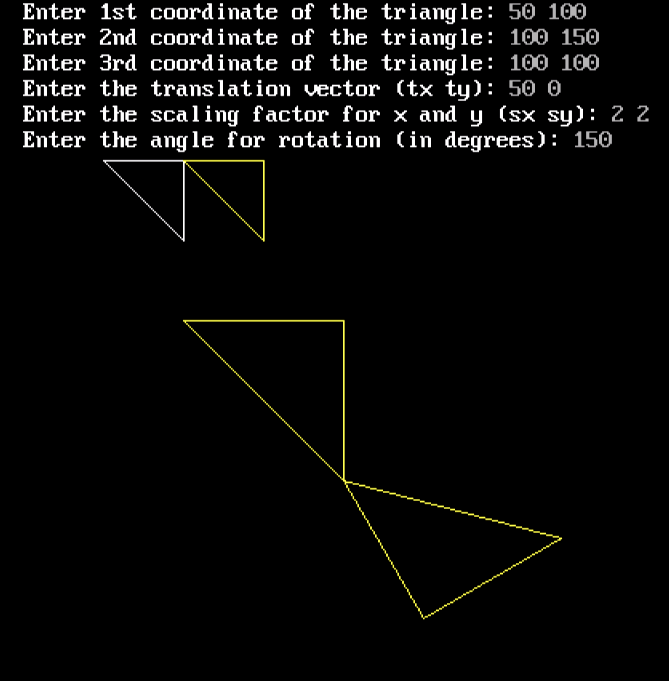 Enter 1st coordinate of the triangle: 50 100
Enter 2nd coordinate of the triangle: 100 150
Enter 3rd coordinate of the triangle: 100 100
Enter the translation vector (tx ty): 50 0
Enter the scaling factor for x and y (sx sy): 2 2
Enter the angle for rotation (in degrees): 150